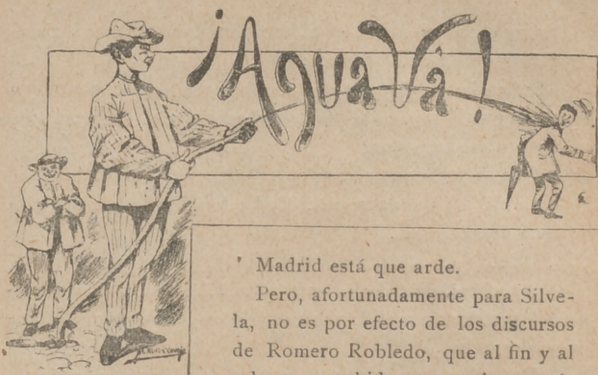 ¡Agua Vá!
Madrid está que arde.
Pero, afortunadamente para Silve-
la, no es por efecto de los discursos
de Romero Robledo, que al fin y al